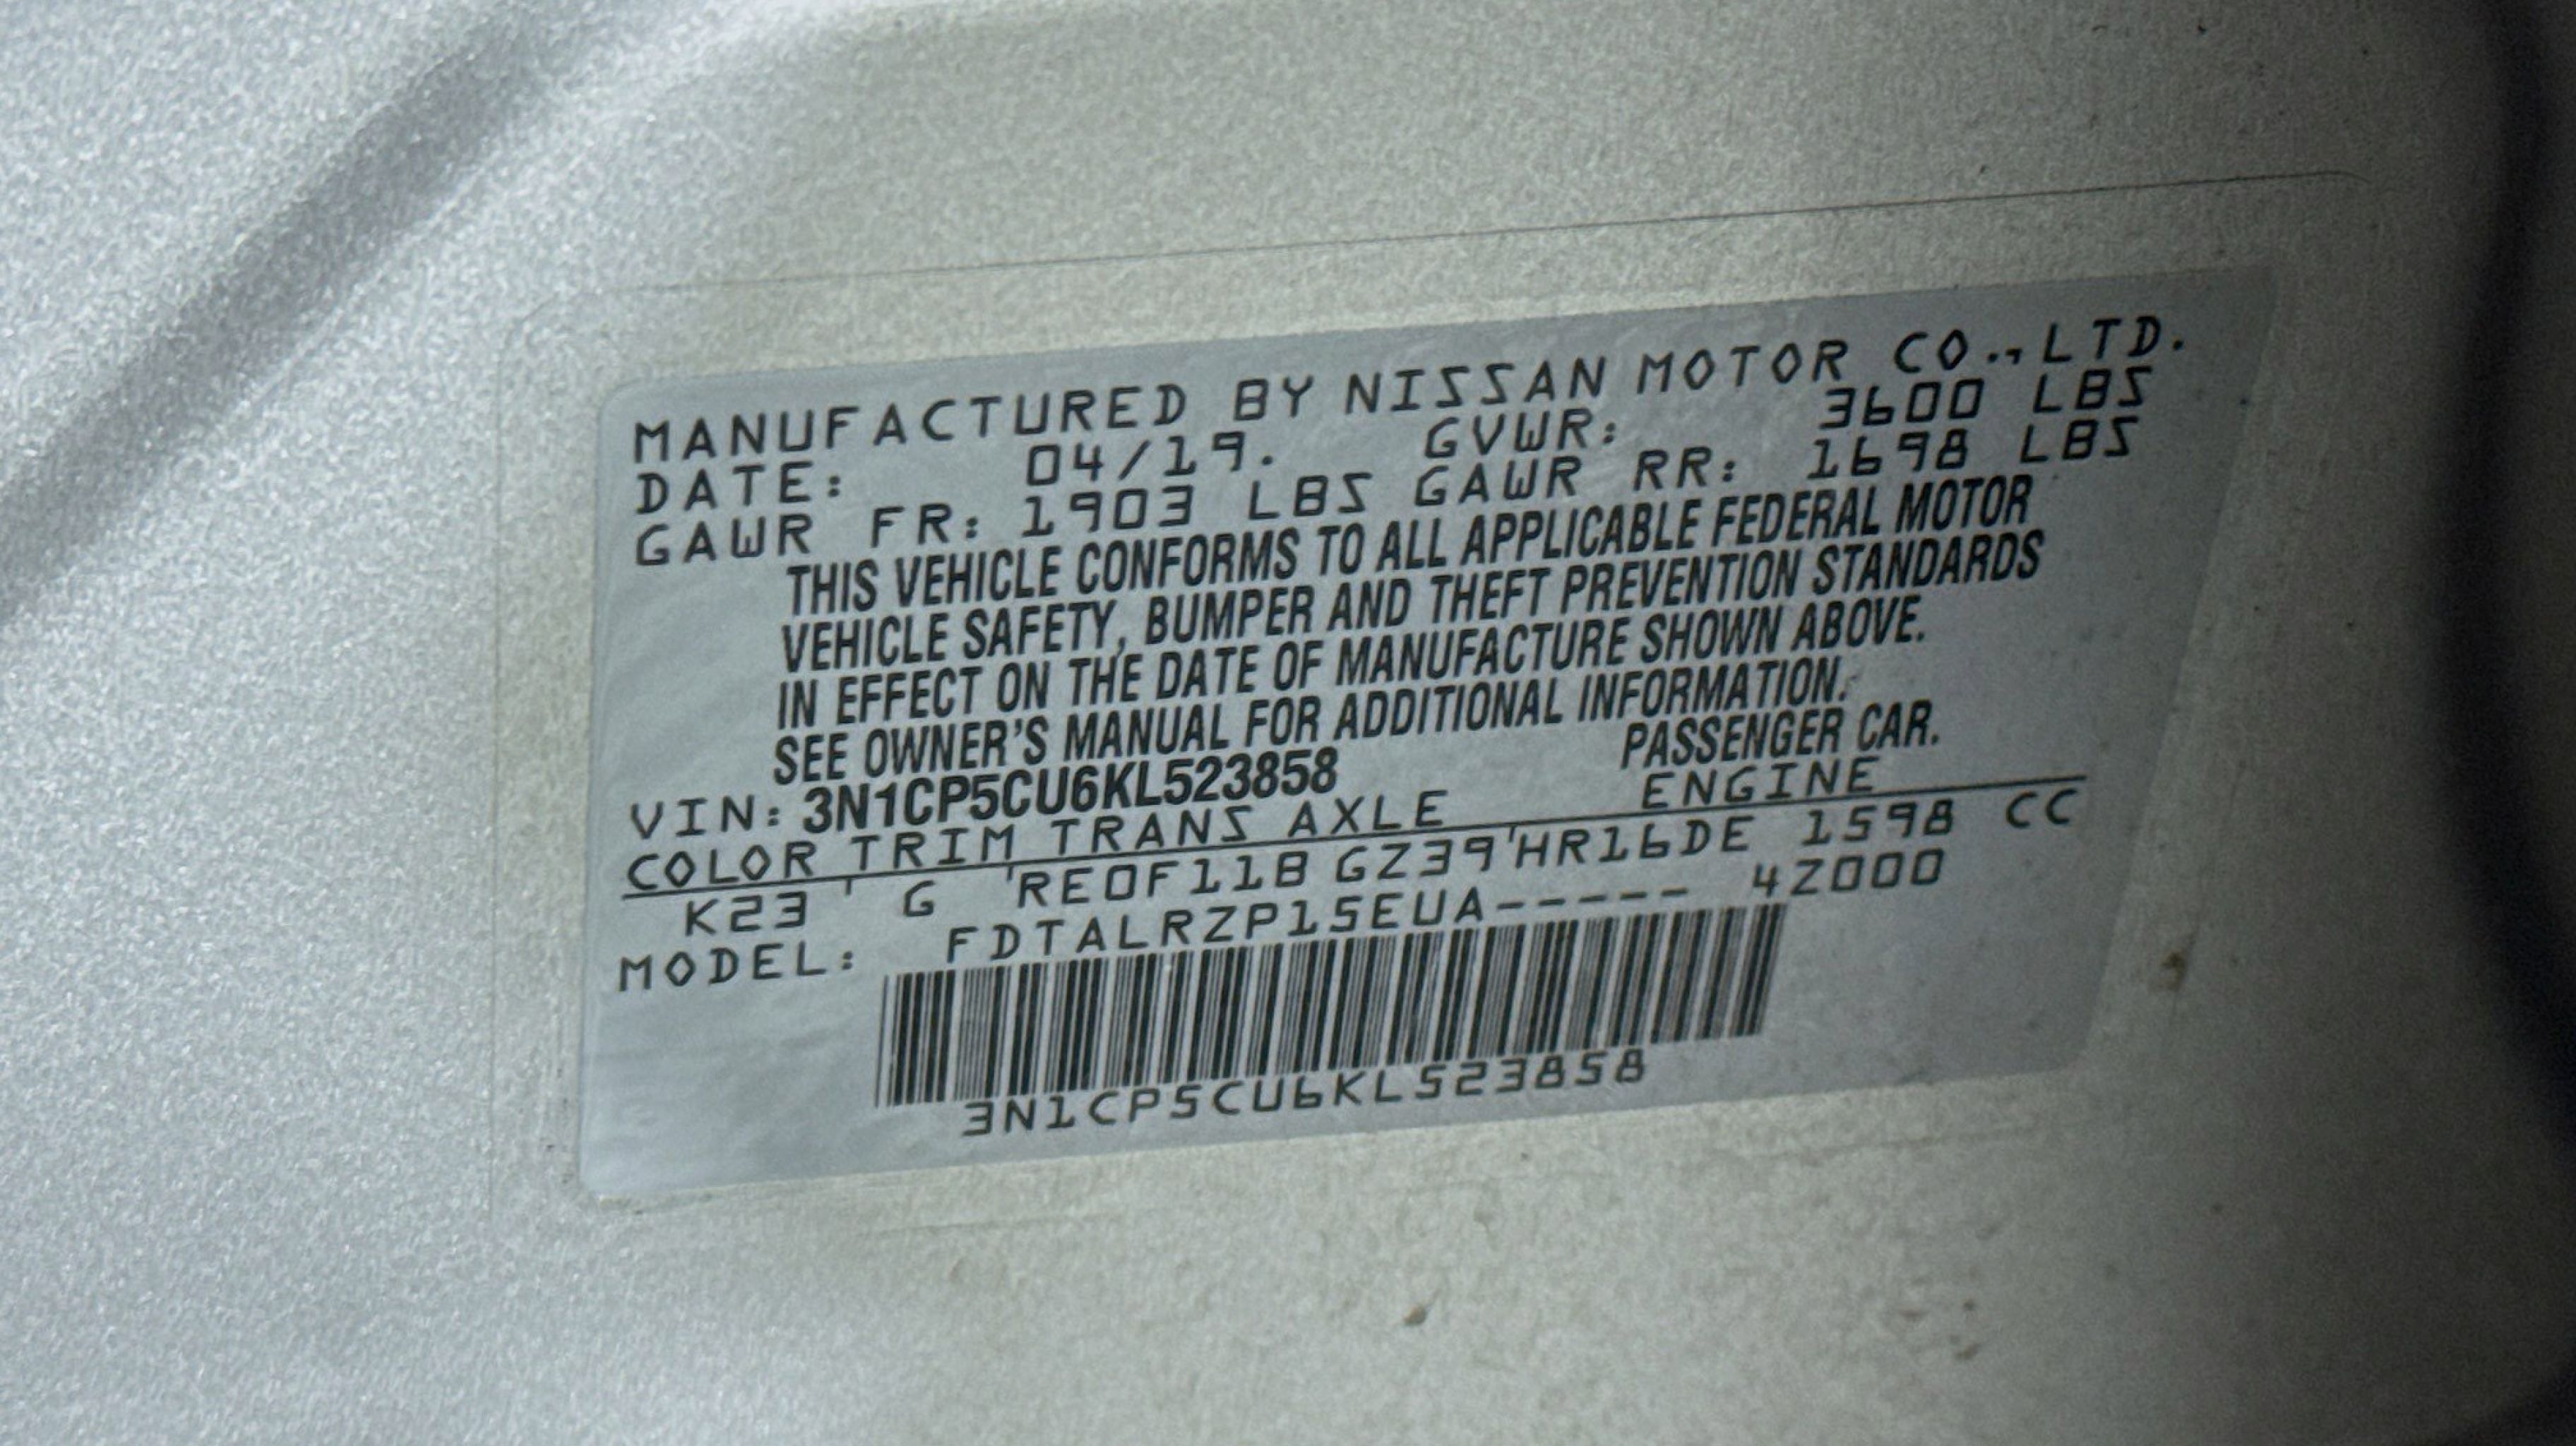 MANUFACTURED BY NISSAN MOTOR CO.,LTD.
DATE: 04/19. GVWR: 3600 LBS
GAWR FR: 1903 LBS GAWR RR: 1698 LBS
THIS VEHICLE CONFORMS TO ALL APPLICABLE FEDERAL MOTOR
VEHICLE SAFETY, BUMPER AND THEFT PREVENTION STANDARDS
IN EFFECT ON THE DATE OF MANUFACTURE SHOWN ABOVE.
SEE OWNER'S MANUAL FOR ADDITIONAL INFORMATION.
VIN: 3N1CP5CU6KL523858 PASSENGER CAR.
COLOR TRIM TRANS AXLE ENGINE
K23 G RE0F11B GZ39 HR16DE 1598 CC
MODEL: FDTALRZP15EUA----- 4Z000
3N1CP5CU6KL523858